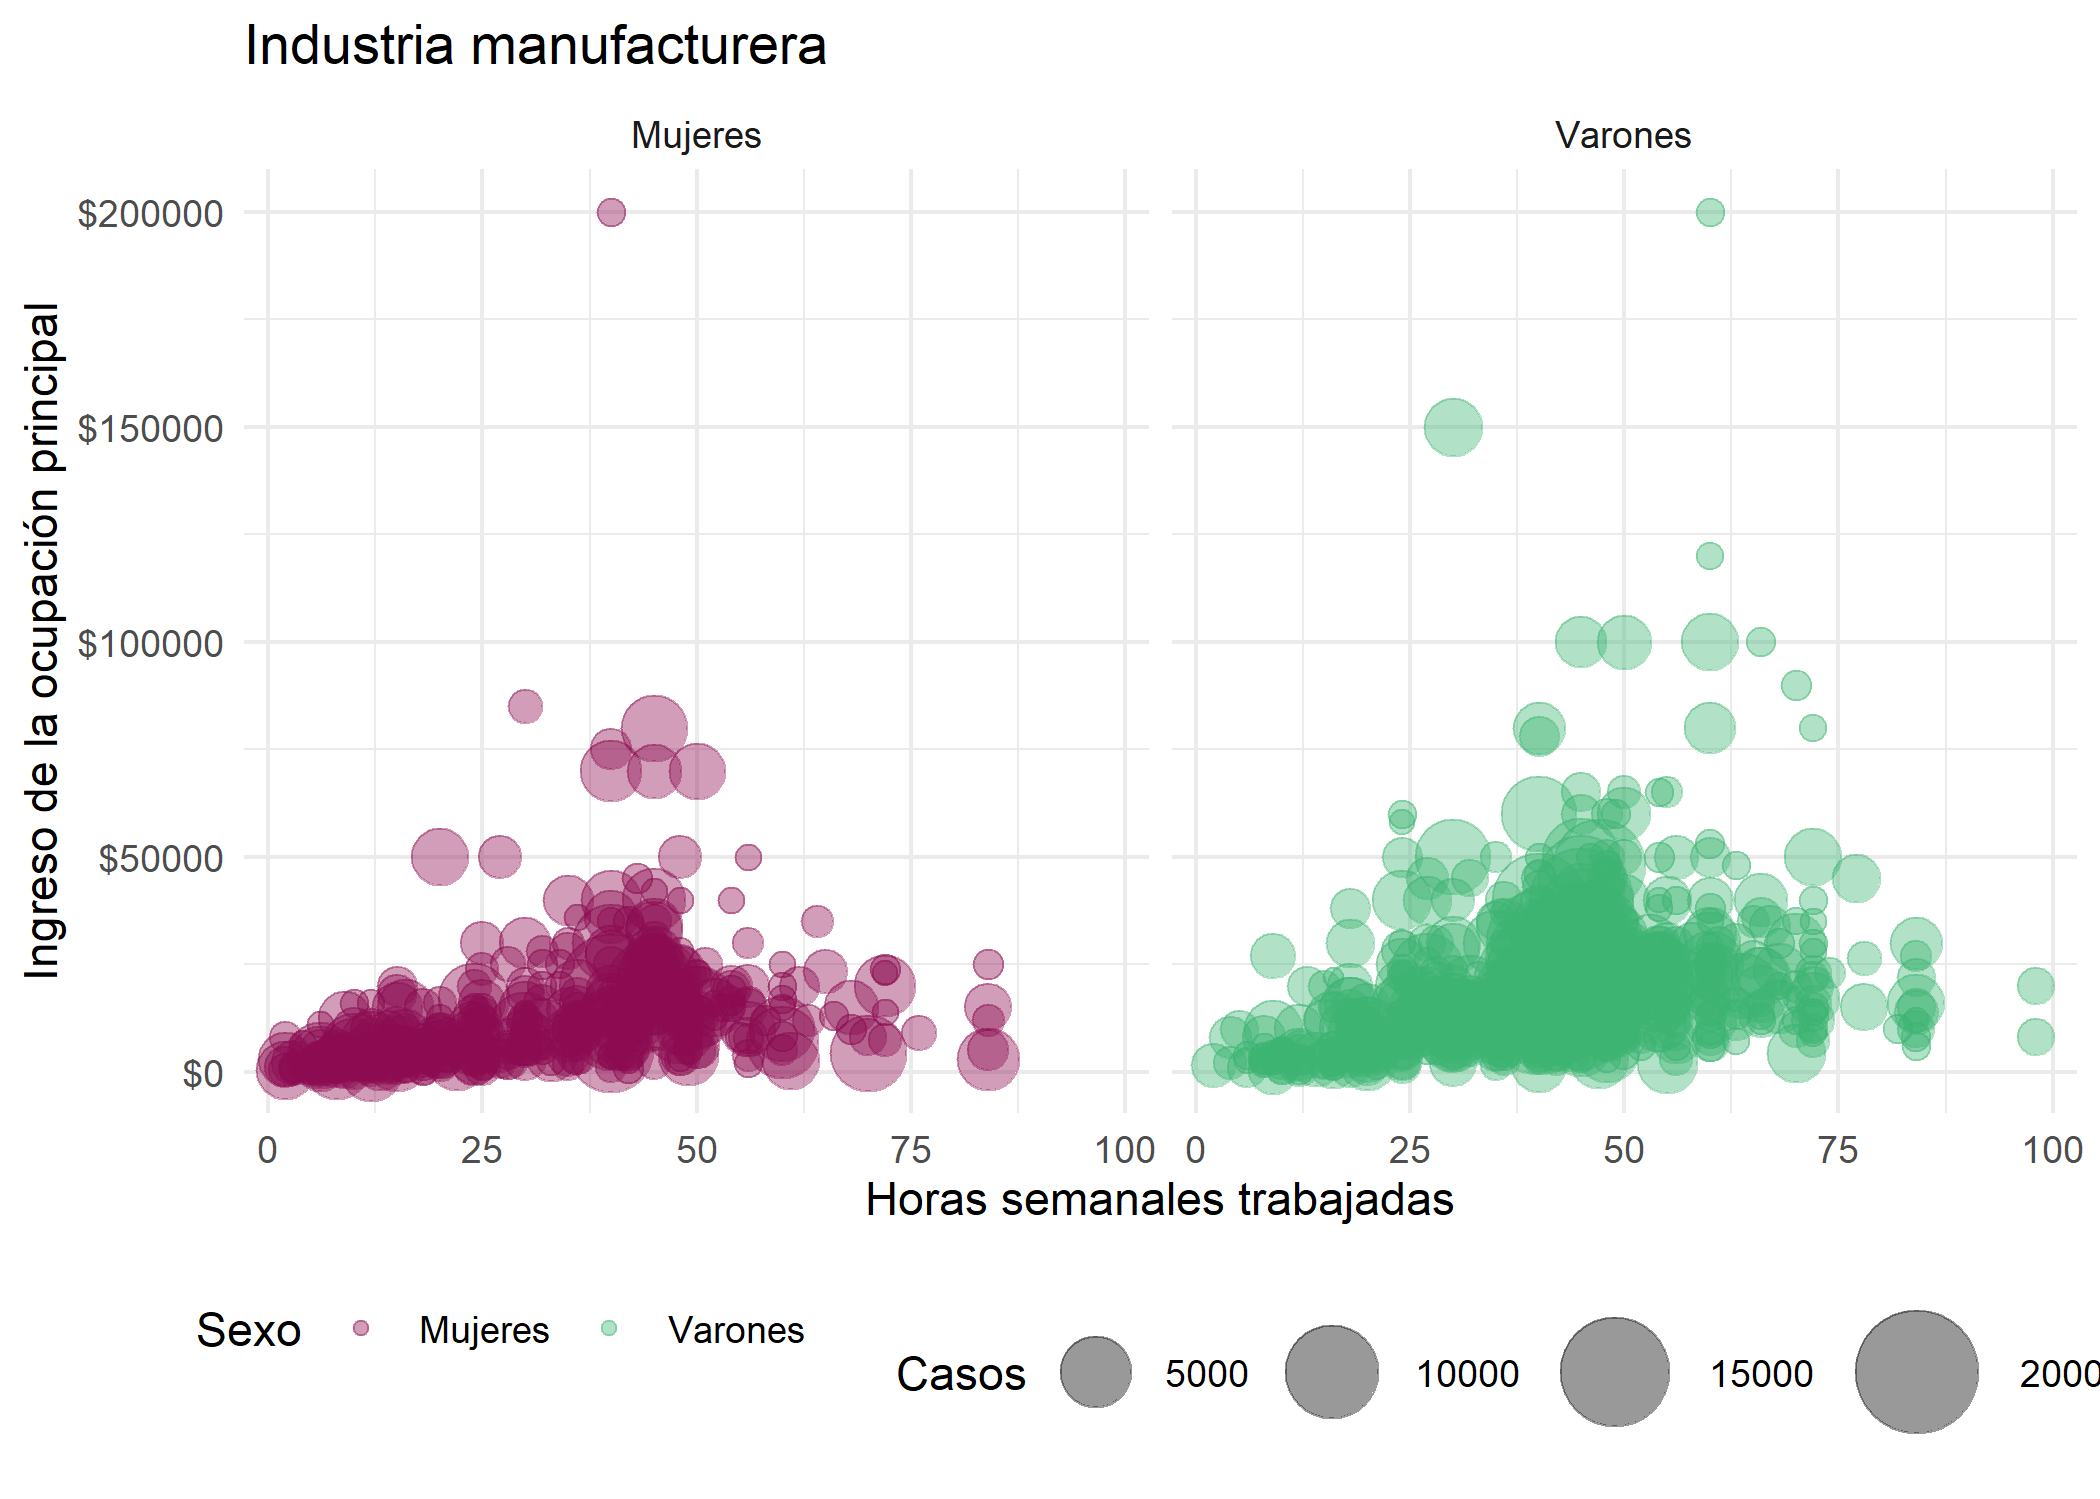 Industria manufacturera
Mujeres Varones
Ingreso de la ocupación principal
$200000
$150000
$100000
$50000
$0
0 25 50 75 100 0 25 50 75 100
Horas semanales trabajadas
Sexo Mujeres Varones
Casos 5000 10000 15000 2000